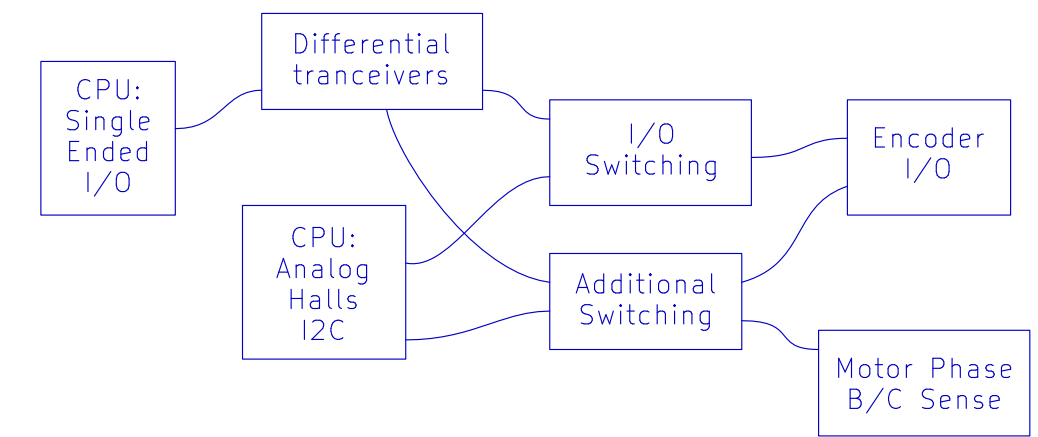 Differential
tranceivers
CPU:
Single
Ended
I/O
I/O
Switching
Encoder
I/O
CPU:
Analog
Halls
I2C
Additional
Switching
Motor Phase
B/C Sense